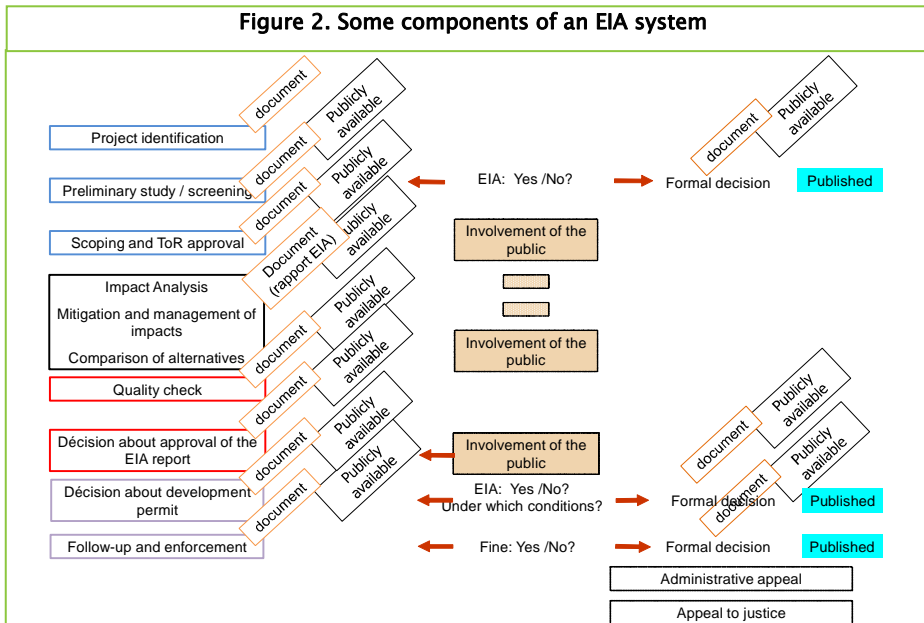 Figure 2. Some components of an EIA system
document
Publicly
available
Project identification
document
Publicly
available
document
Publicly
available
Preliminary study / screening
EIA: Yes /No?
Formal decision
Published
document
Publicly
available
Scoping and ToR approval
Involvement of the
public
Document
(rapport EIA)
Publicly
available
Impact Analysis
Mitigation and management of
impacts
Comparison of alternatives
Involvement of the
public
document
Publicly
available
Quality check
document
Publicly
available
document
Publicly
available
Décision about approval of the
EIA report
Involvement of the
public
document
Publicly
available
Décision about development
permit
EIA: Yes /No?
Under which conditions?
Formal decision
Published
document
Publicly
available
document
Follow-up and enforcement
Fine: Yes /No?
Formal decision
Published
Administrative appeal
Appeal to justice